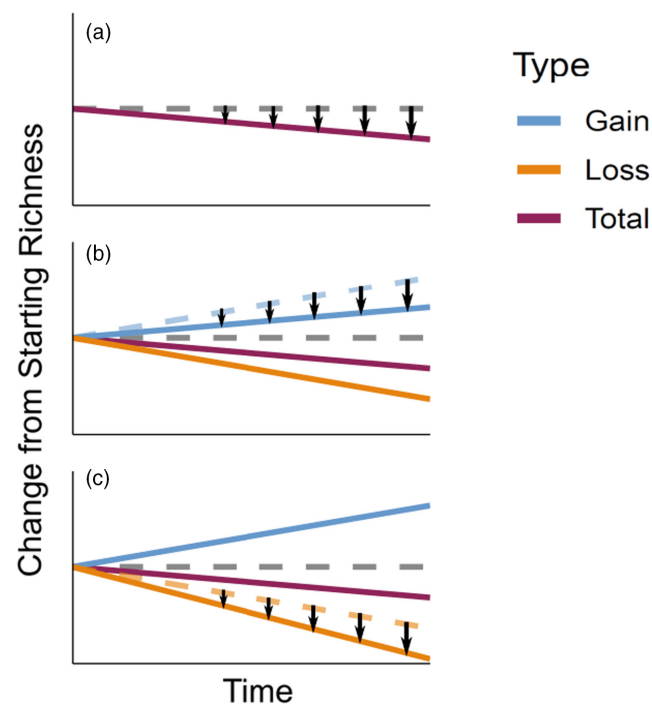 (a)
Type
Gain
Loss
Total
(b)
(c)
Change from Starting Richness
Time